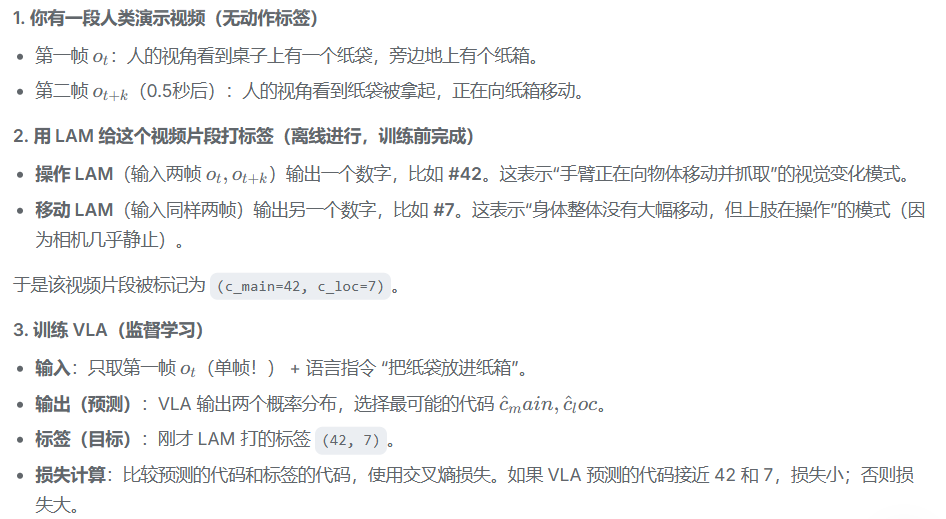 1. 你有一段人类演示视频（无动作标签）
• 第一帧 oₜ：人的视角看到桌子上有一个纸袋，旁边地上有个纸箱。
• 第二帧 oₜ₊ₖ（0.5秒后）：人的视角看到纸袋被拿起，正在向纸箱移动。
2. 用 LAM 给这个视频片段打标签（离线进行，训练前完成）
• 操作 LAM（输入两帧 oₜ, oₜ₊ₖ）输出一个数字，比如 #42。这表示“手臂正在向物体移动并抓取”的视觉变化模式。
• 移动 LAM（输入同样两帧）输出另一个数字，比如 #7。这表示“身体整体没有大幅移动，但上肢在操作”的模式（因
为相机几乎静止）。
于是该视频片段被标记为 (c_main=42, c_loc=7)。
3. 训练 VLA（监督学习）
• 输入：只取第一帧 oₜ（单帧！）+ 语言指令 “把纸袋放进纸箱”。
• 输出（预测）：VLA 输出两个概率分布，选择最可能的代码 ĉₘain, ĉₗoc。
• 标签（目标）：刚才 LAM 打的标签 (42, 7)。
• 损失计算：比较预测的代码和标签的代码，使用交叉熵损失。如果 VLA 预测的代码接近 42 和 7，损失小；否则损
失大。